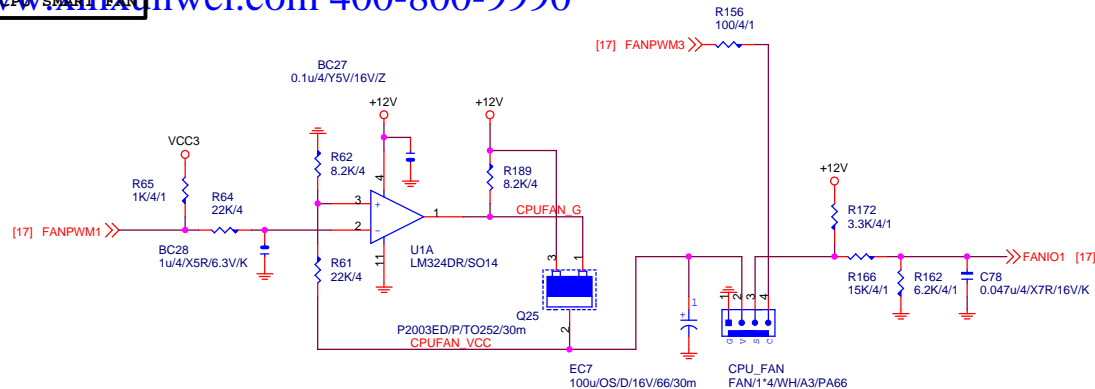 CPU SMART FAN
www.xinxunwei.com 400-800-9990
R156
100/4/1
[17] FANPWM3
BC27
0.1u/4/Y5V/16V/Z
+12V
+12V
VCC3
R62
8.2K/4
R189
8.2K/4
+12V
R65
1K/4/1
R64
22K/4
4
3
+
1
2
-
CPUFAN_G
R172
3.3K/4/1
[17] FANPWM1
BC28
1u/4/X5R/6.3V/K
R61
22K/4
11
U1A
LM324DR/SO14
3
1
FANIO1 [17]
R166
15K/4/1
R162
6.2K/4/1
C78
0.047u/4/X7R/16V/K
Q25
2
P2003ED/P/TO252/30m
CPUFAN_VCC
+
1
1
2
3
4
G
V
S
C
EC7
100u/OS/D/16V/66/30m
CPU_FAN
FAN/1*4/WH/A3/PA66